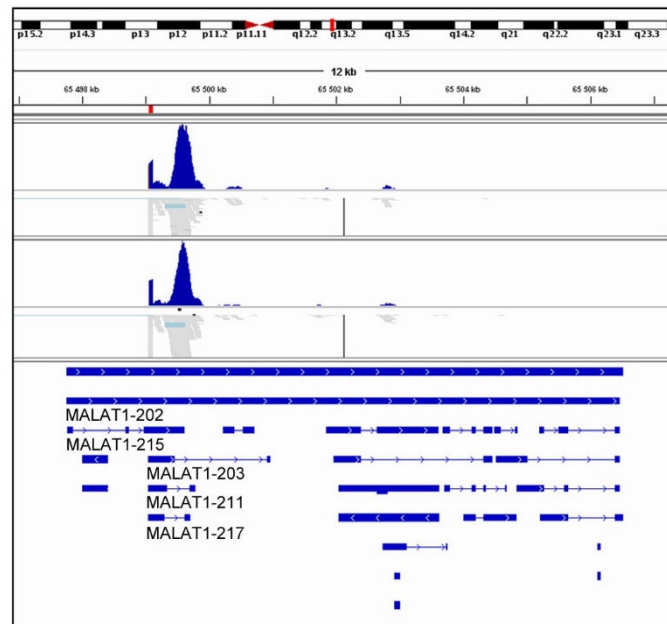 p15.2 p14.3 p13 p12 p11.2 p11.11 q12.2 q13.2 q13.5 q14.2 q21 q22.2 q23.1 q23.3
12 kb
65 498 kb 65 500 kb 65 502 kb 65 504 kb 65 506 kb
MALAT1-202
MALAT1-215
MALAT1-203
MALAT1-211
MALAT1-217